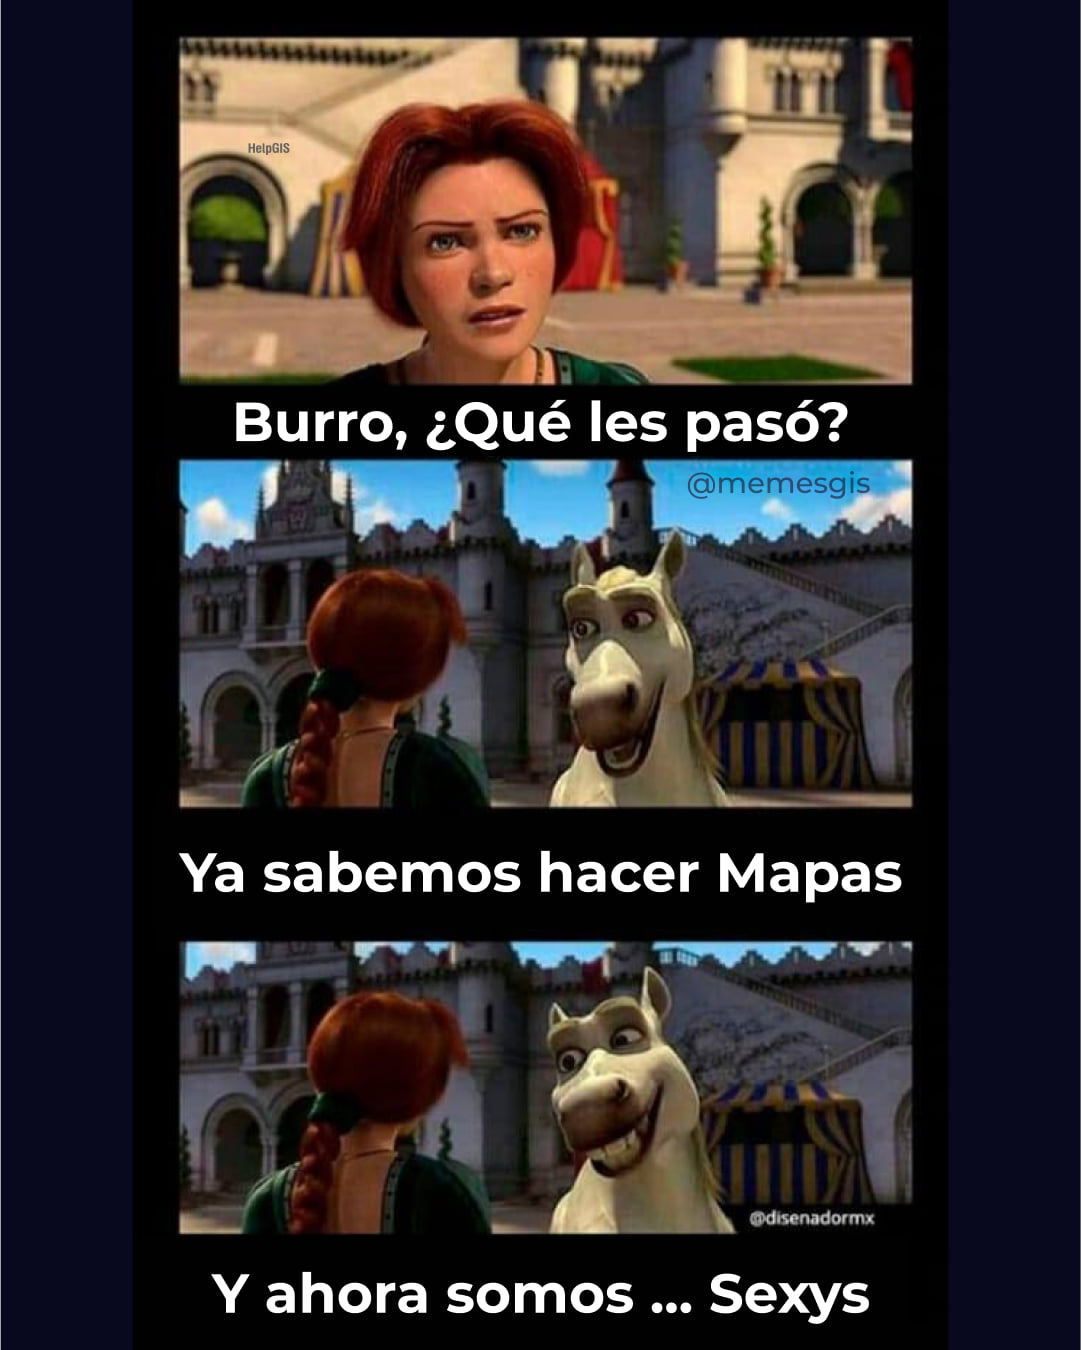 HelpGIS
Burro, ¿Qué les pasó?
@memesgis
Ya sabemos hacer Mapas
@disenadormx
Y ahora somos ... Sexys